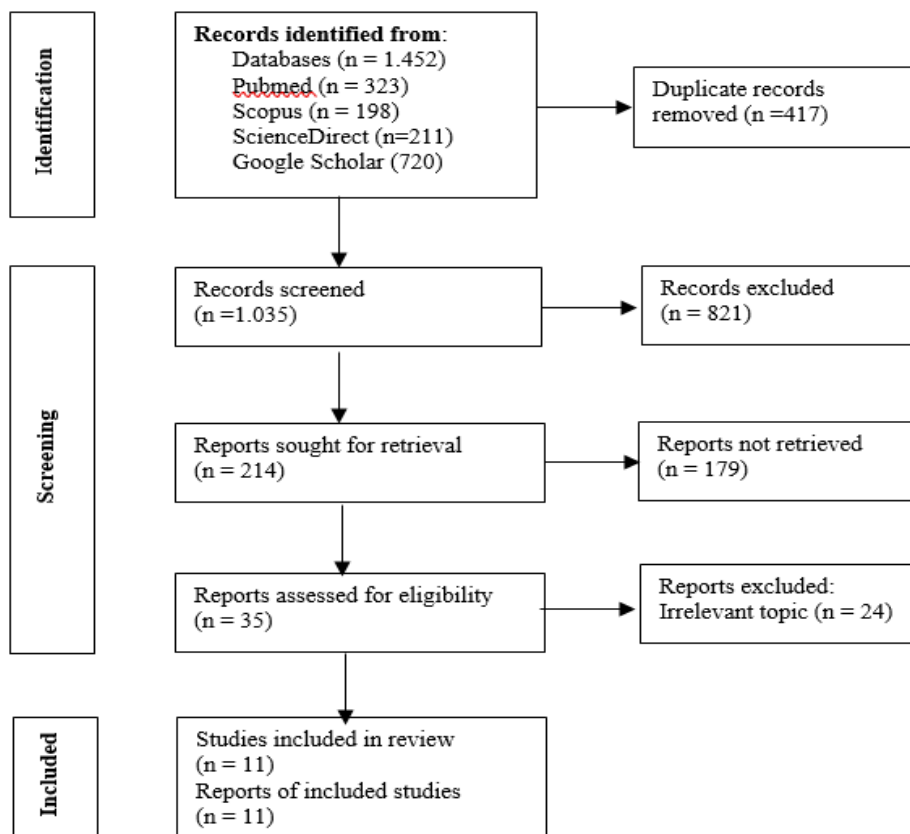 Identification
Records identified from:
Databases (n = 1.452)
Pubmed (n = 323)
Scopus (n = 198)
ScienceDirect (n=211)
Google Scholar (720)
Duplicate records
removed (n =417)
Screening
Records screened
(n =1.035)
Records excluded
(n = 821)
Reports sought for retrieval
(n = 214)
Reports not retrieved
(n = 179)
Reports assessed for eligibility
(n = 35)
Reports excluded:
Irrelevant topic (n = 24)
Included
Studies included in review
(n = 11)
Reports of included studies
(n = 11)